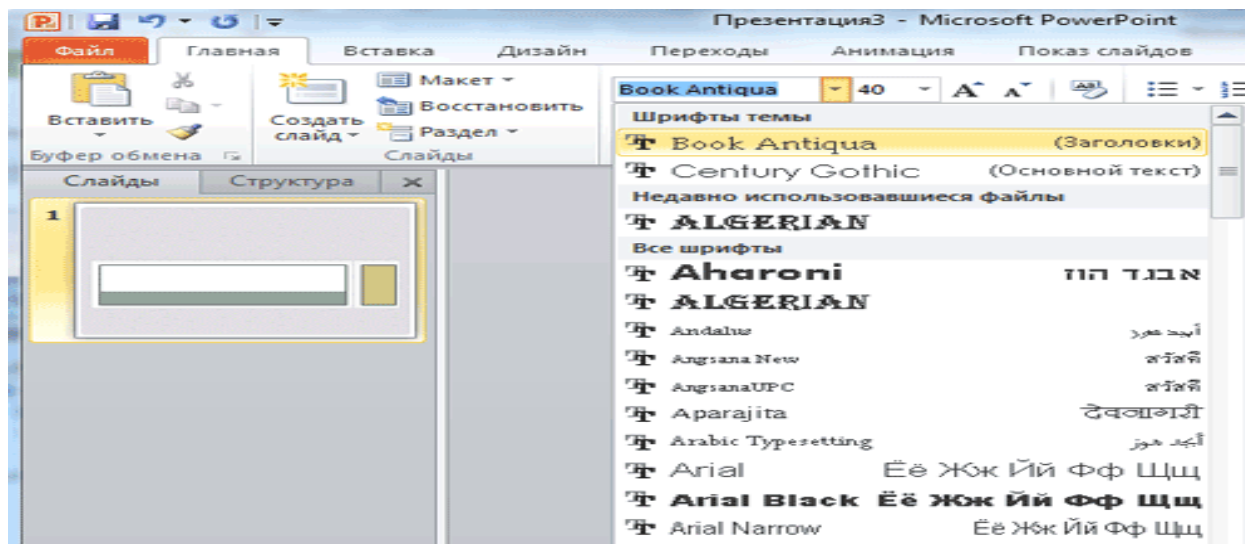 Презентация3 - Microsoft PowerPoint
Файл Главная Вставка Дизайн Переходы Анимация Показ слайдов
Вставить
Буфер обмена
Создать слайд
Макет
Восстановить
Раздел
Слайды
Book Antiqua 40
Слайды Структура
1
Шрифты темы
Book Antiqua (Заголовки)
Century Gothic (Основной текст)
Недавно использовавшиеся файлы
ALGERIAN
Все шрифты
Aharoni אבגד הוז
ALGERIAN
Andalus أبجد هوز
Angsana New สวัสดี
AngsanaUPC สวัสดี
Aparajita देवनागरी
Arabic Typesetting أبجد هوز
Arial Ёё Жж Йй Фф Щщ
Arial Black Ёё Жж Йй Фф Щщ
Arial Narrow Ёё Жж Йй Фф Щщ